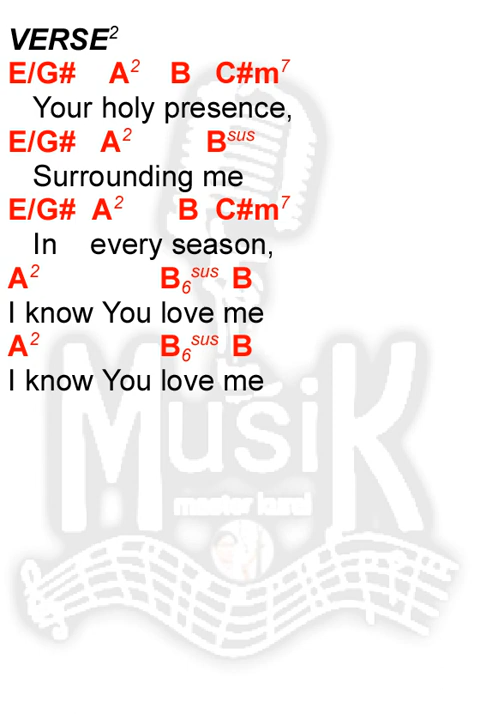 VERSE²
E/G# A² B C#m⁷
Your holy presence,
E/G# A² Bsus
Surrounding me
E/G# A² B C#m⁷
In every season,
A² B₆sus B
I know You love me
A² B₆sus B
I know You love me
MusiK
master karel